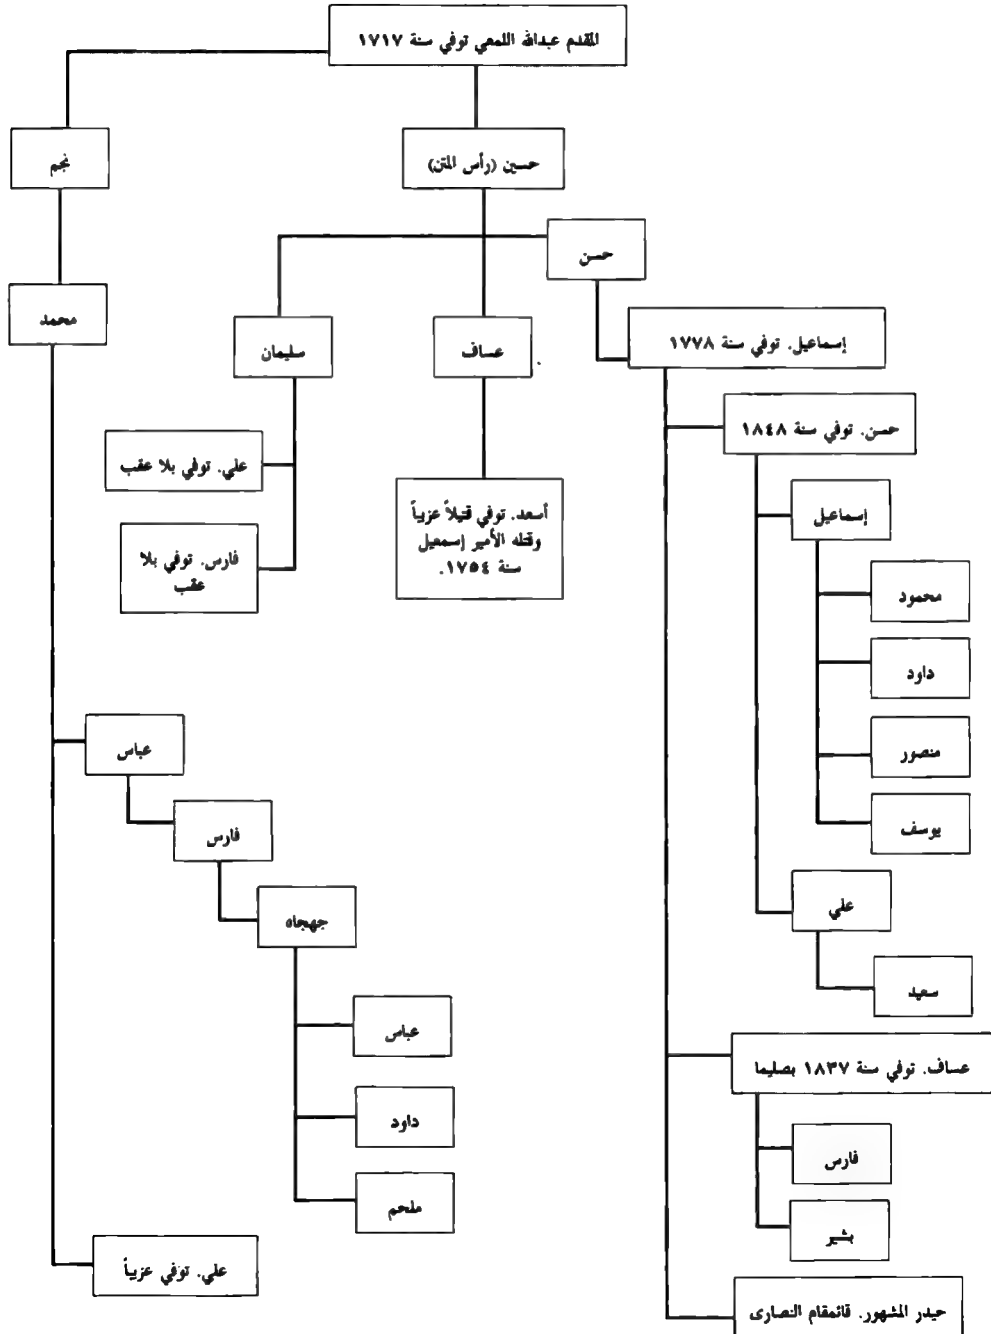 المقدم عبدالله اللمعي توفي سنة ١٧١٧
حسين (رأس المتن)
نجم
حسن
محمد
إسماعيل. توفي سنة ١٧٧٨
عساف
سليمان
حسن. توفي سنة ١٨٤٨
علي. توفي بلا عقب
أسعد. توفي قتيلاً عزبياً
وقتله الأمير إسمعيل
سنة ١٧٥٤.
فارس. توفي بلا
عقب
إسماعيل
محمود
داود
منصور
يوسف
عباس
فارس
علي
جهجاه
سعيد
عباس
عساف. توفي سنة ١٨٣٧ بصليما
داود
فارس
ملحم
بشير
علي. توفي عزبياً
حيدر المشهور. قائمقام النصارى